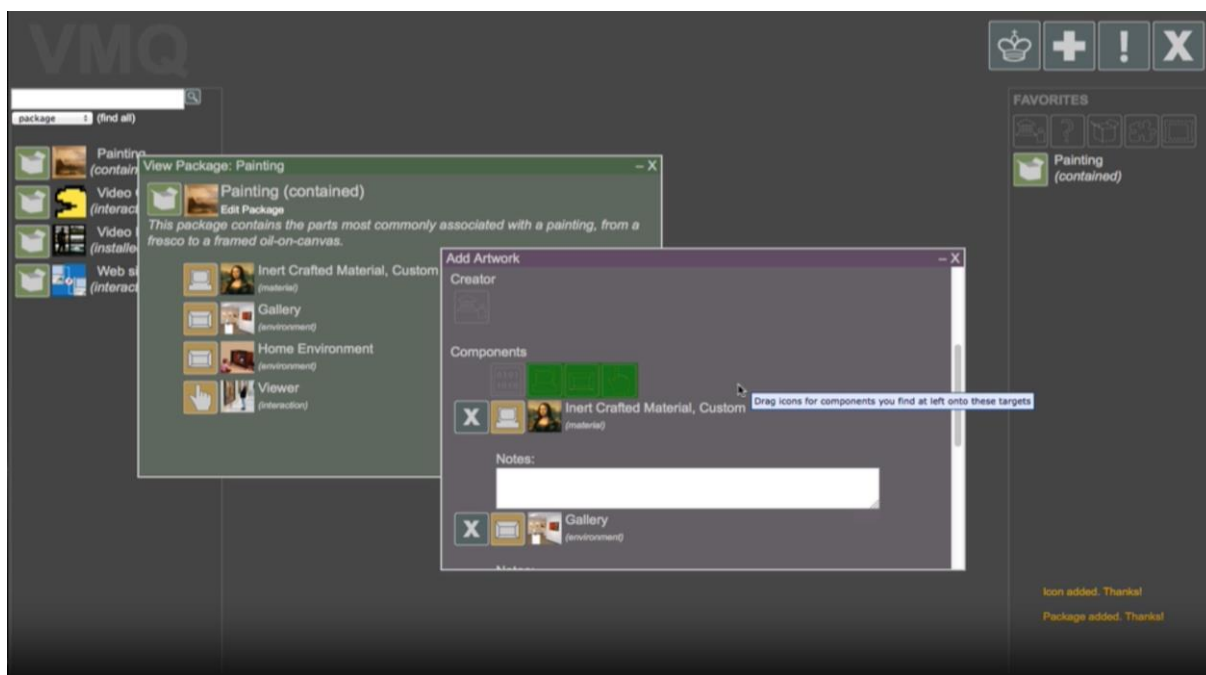 VMQ
package
(find all)
Painting
(contain
Video
(interact
Video
(installe
Web si
(interact
View Package: Painting
– X
Painting (contained)
Edit Package
This package contains the parts most commonly associated with a painting, from a
fresco to a framed oil-on-canvas.
Inert Crafted Material, Custom
(material)
Gallery
(environment)
Home Environment
(environment)
Viewer
(interaction)
Add Artwork
– X
Creator
Components
Drag icons for components you find at left onto these targets
X
Inert Crafted Material, Custom
(material)
Notes:
X
Gallery
(environment)
Notes:
!
X
FAVORITES
?
Painting
(contained)
Icon added. Thanks!
Package added. Thanks!